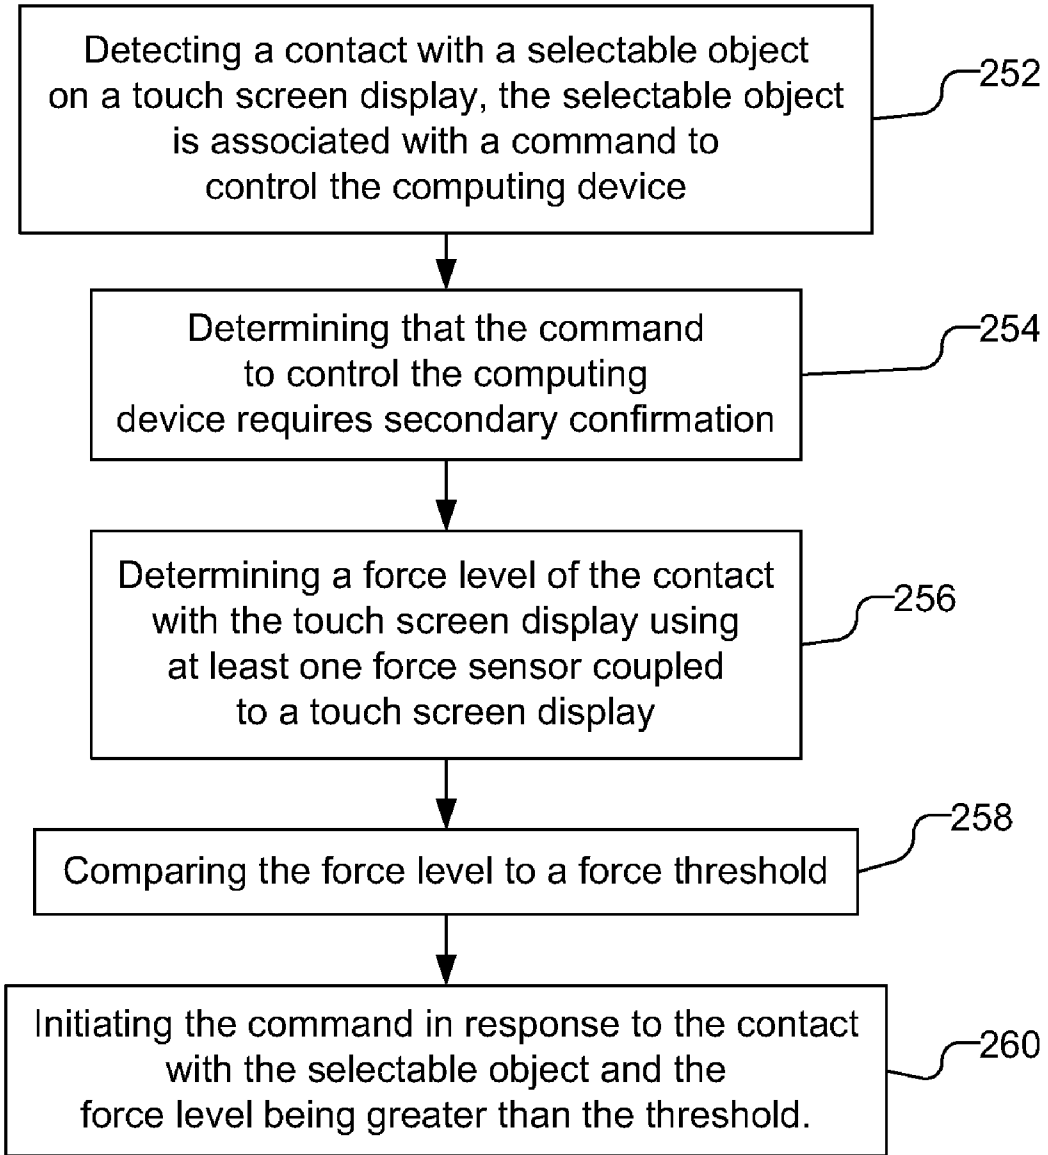 Detecting a contact with a selectable object
on a touch screen display, the selectable object
is associated with a command to
control the computing device
252
Determining that the command
to control the computing
device requires secondary confirmation
254
Determining a force level of the contact
with the touch screen display using
at least one force sensor coupled
to a touch screen display
256
Comparing the force level to a force threshold
258
Initiating the command in response to the contact
with the selectable object and the
force level being greater than the threshold.
260